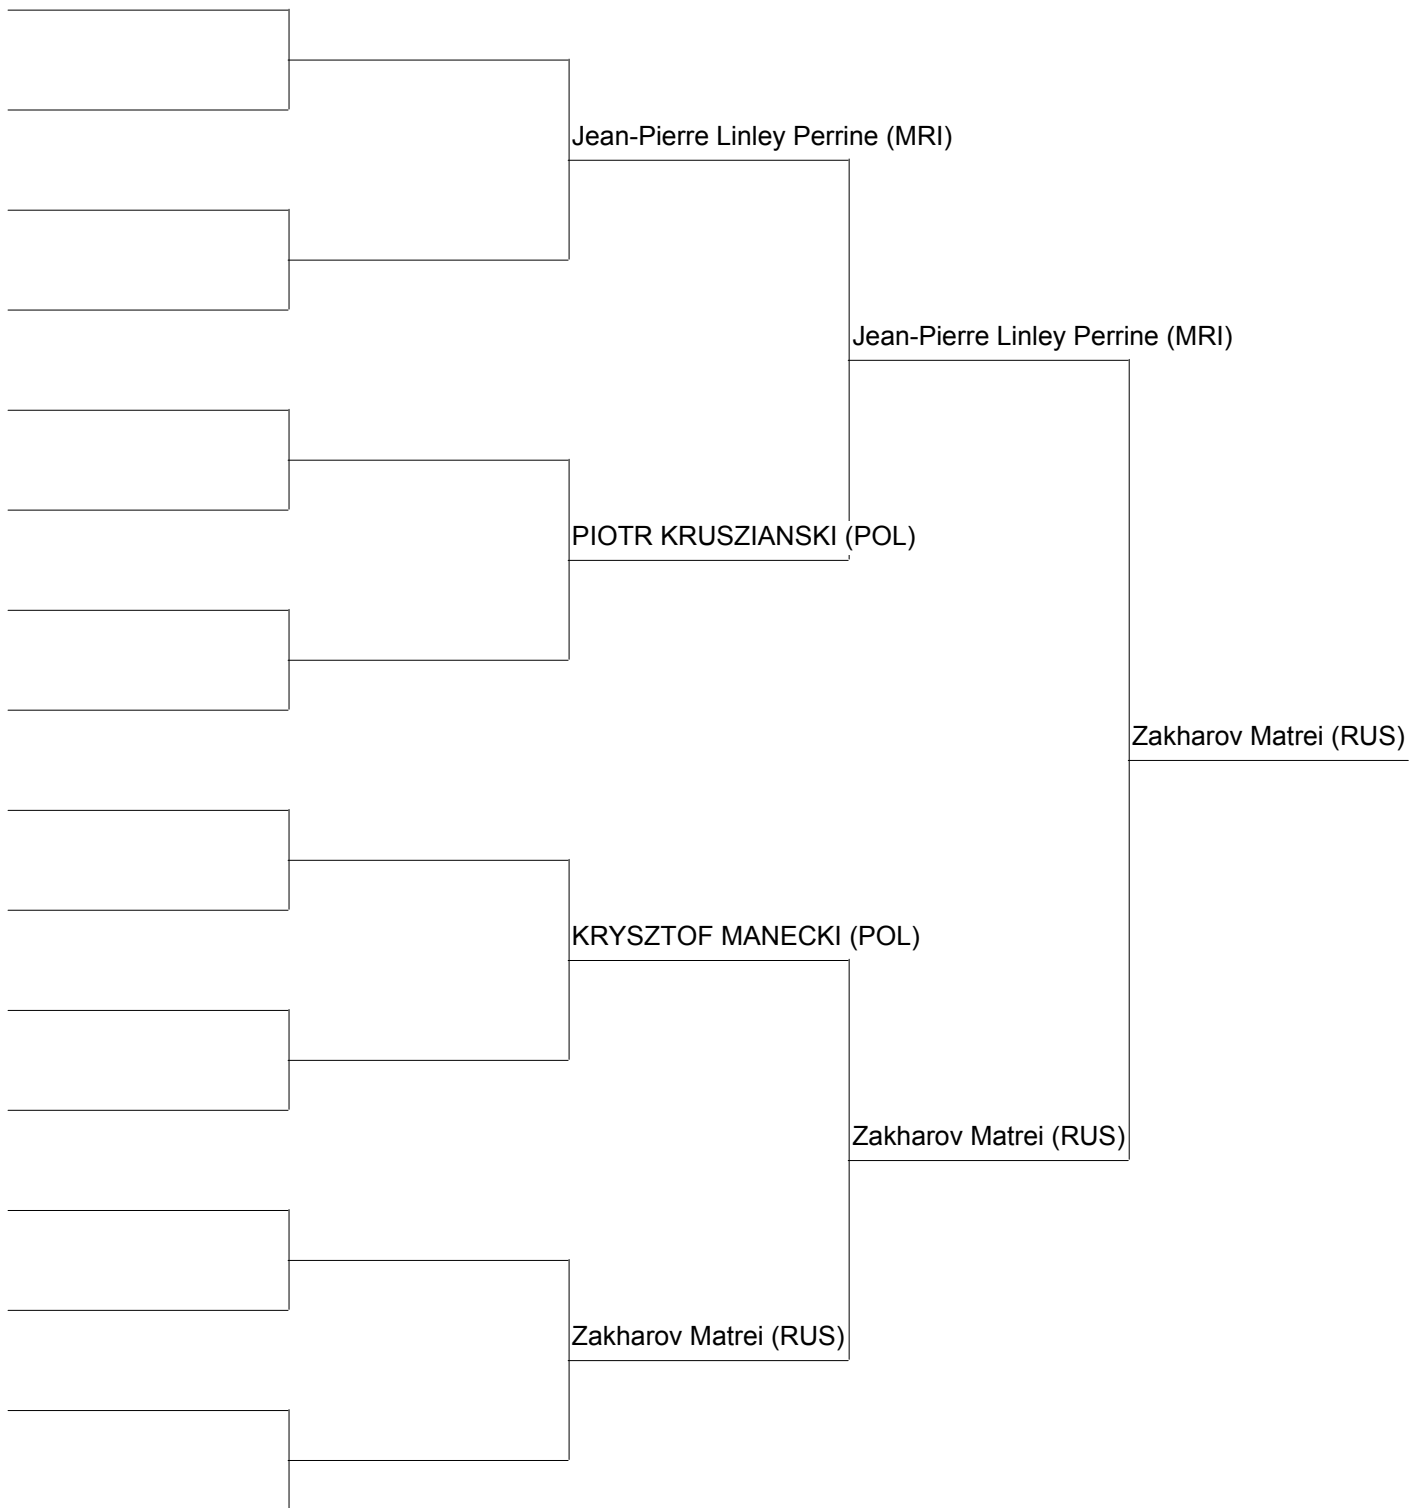 Jean-Pierre Linley Perrine (MRI)
Jean-Pierre Linley Perrine (MRI)
PIOTR KRUSZIANSKI (POL)
Zakharov Matrei (RUS)
KRYSZTOF MANECKI (POL)
Zakharov Matrei (RUS)
Zakharov Matrei (RUS)